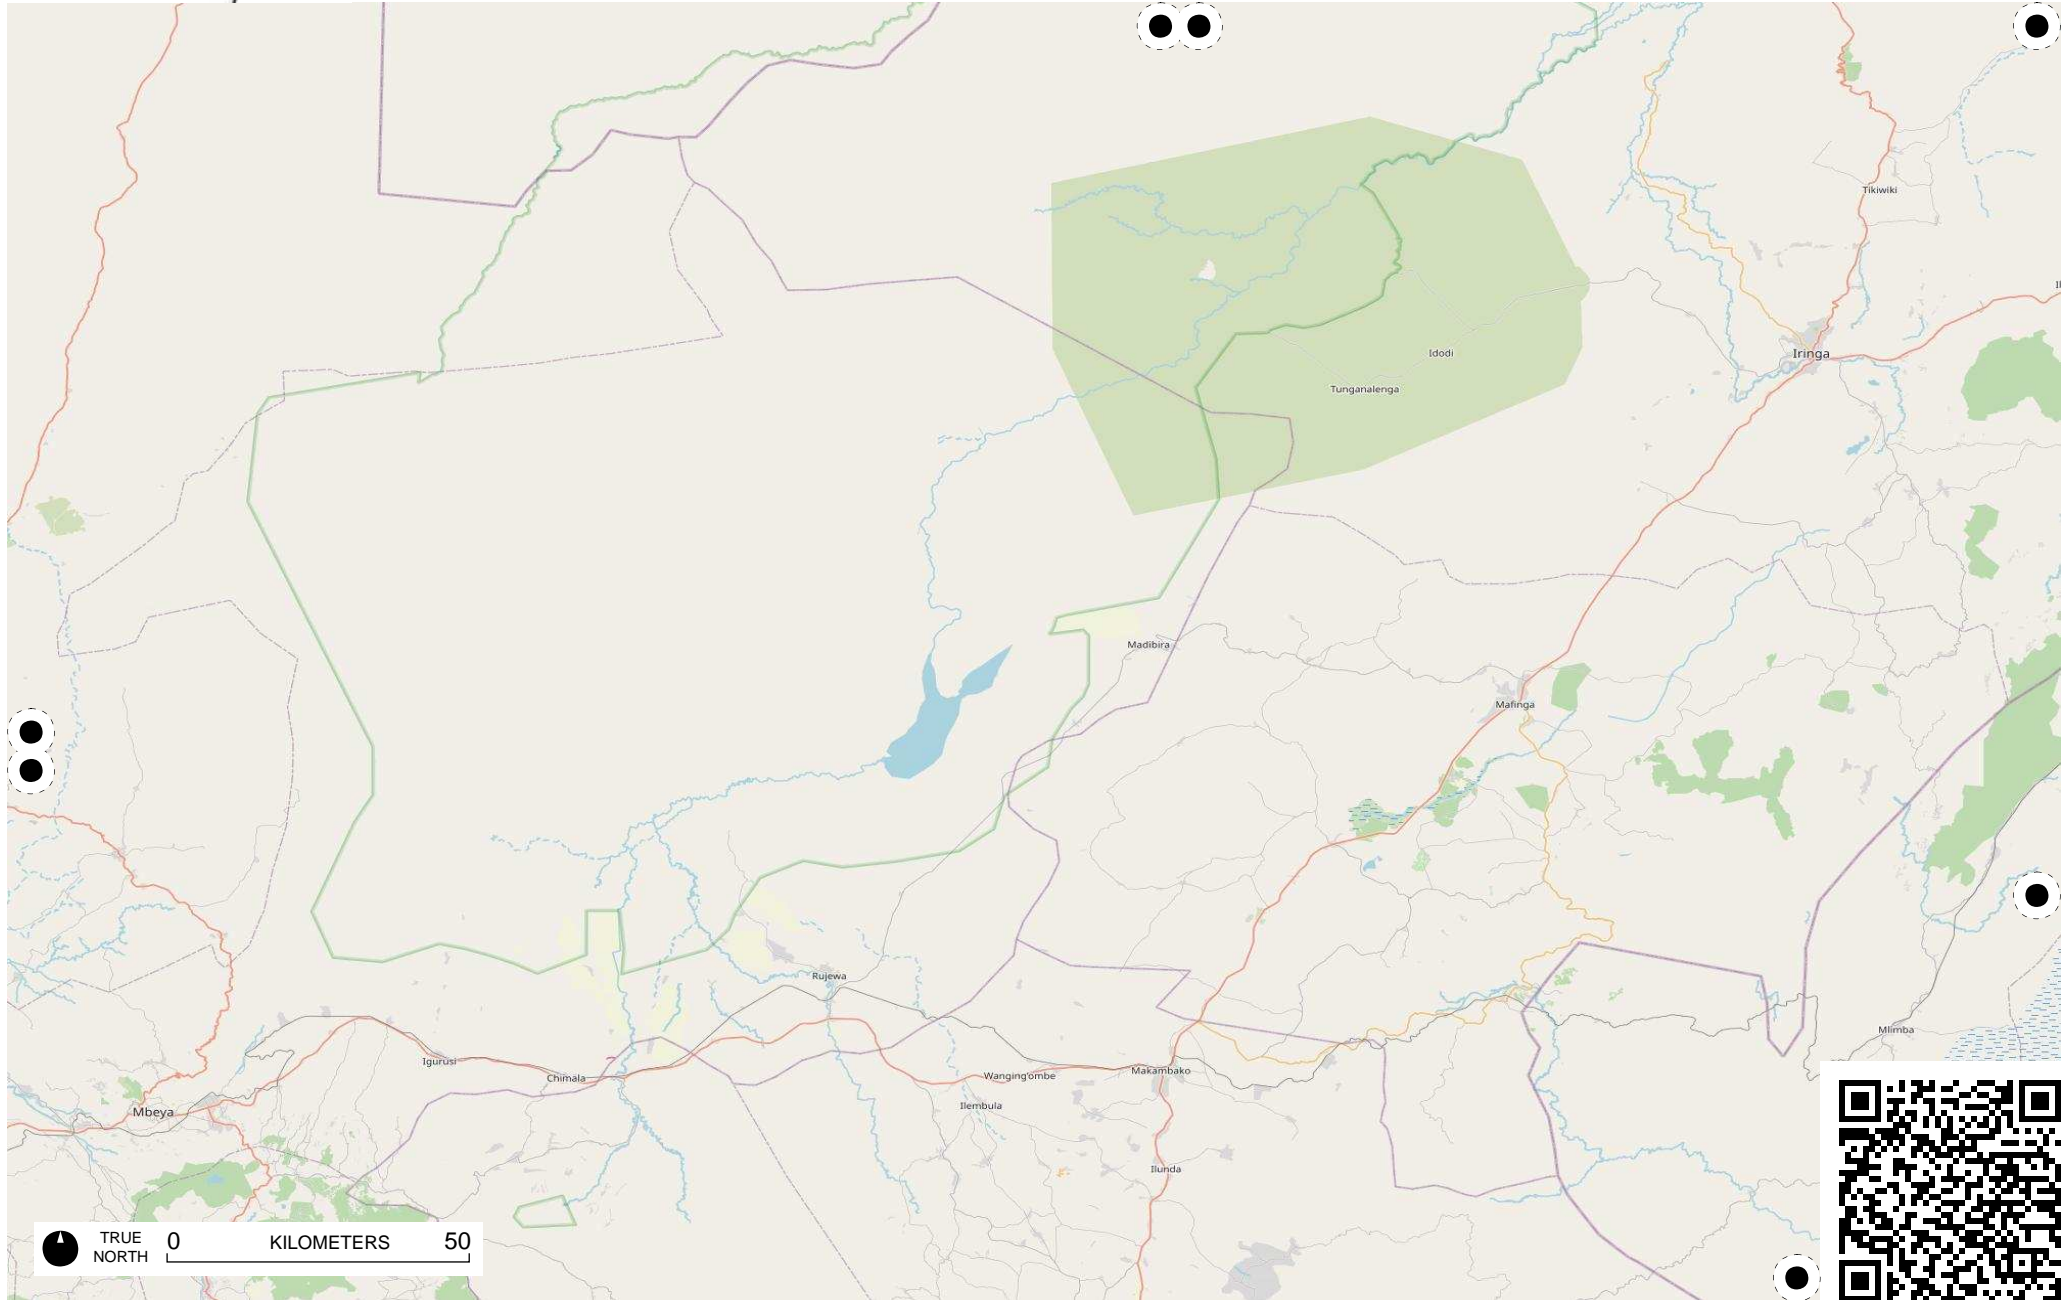 Tikiwiki
Iringa
Idodi
Tunganalenga
Madibira
Mafinga
Rujewa
Mlimba
Igurusi
Chimala
Wanging'ombe
Makambako
Mbeya
Ilembula
Ilunda
TRUE NORTH
0 KILOMETERS 50